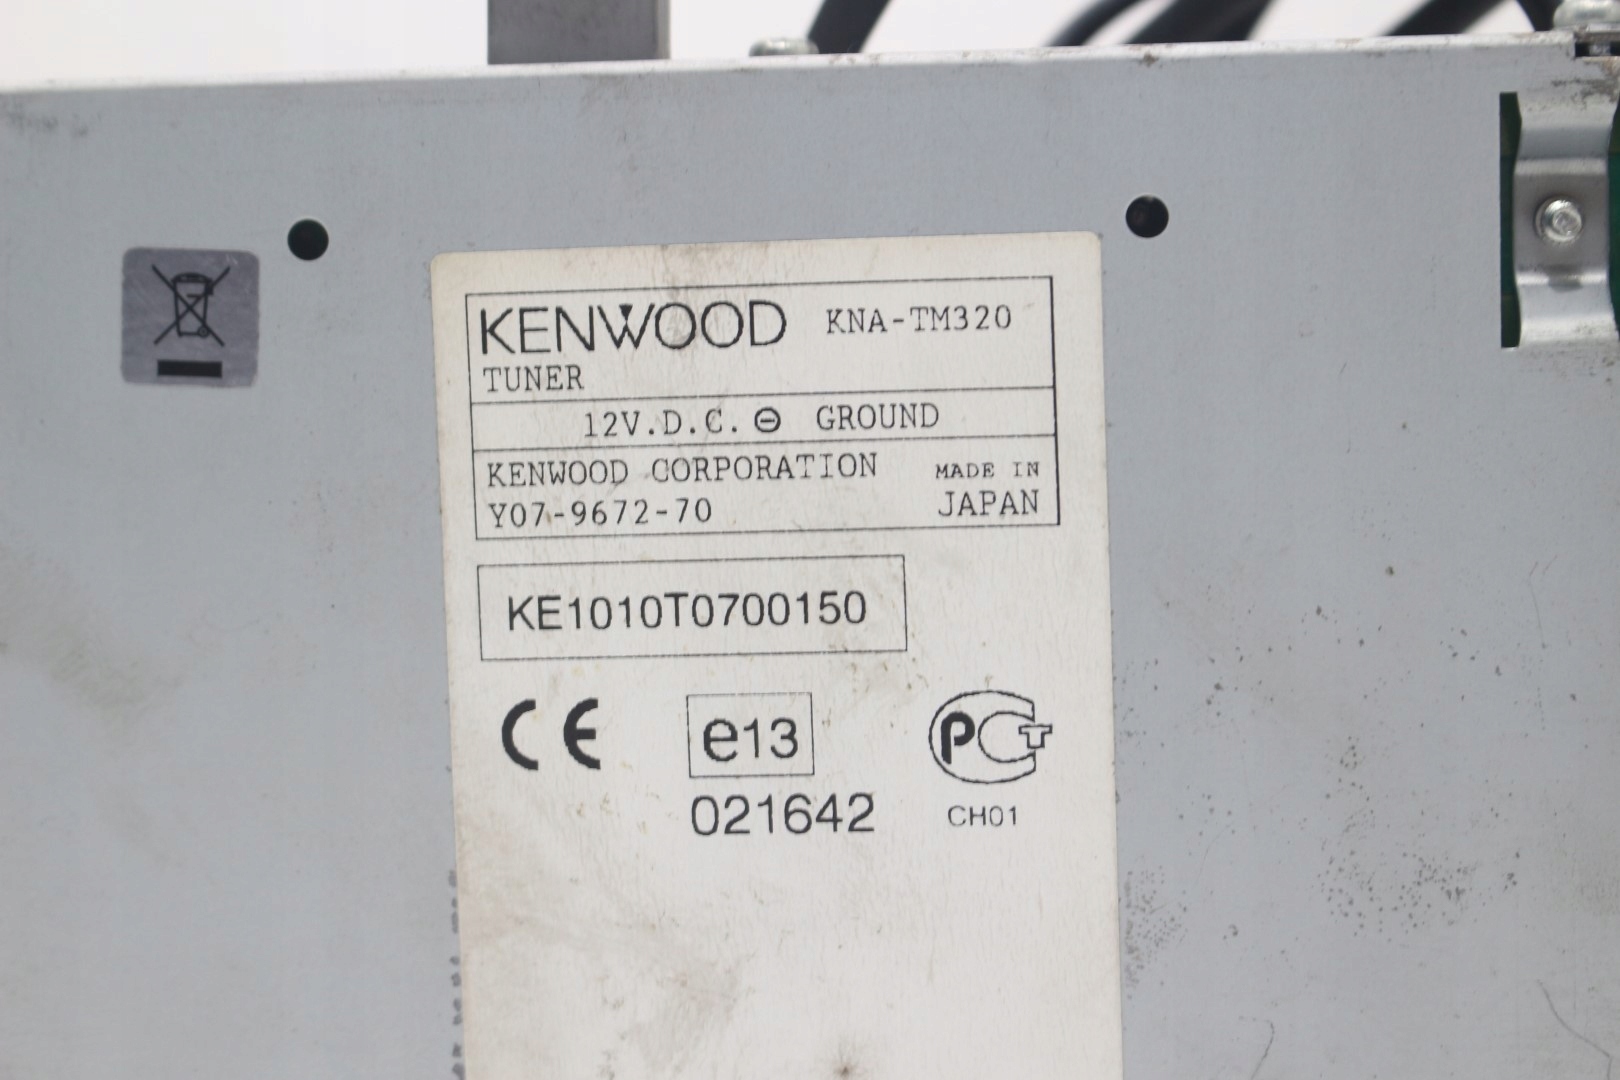 KENWOOD KNA-TM320
TUNER
12V.D.C. ⊖ GROUND
KENWOOD CORPORATION MADE IN
Y07-9672-70 JAPAN
KE1010T0700150
CE e13 PCT
021642 CH01